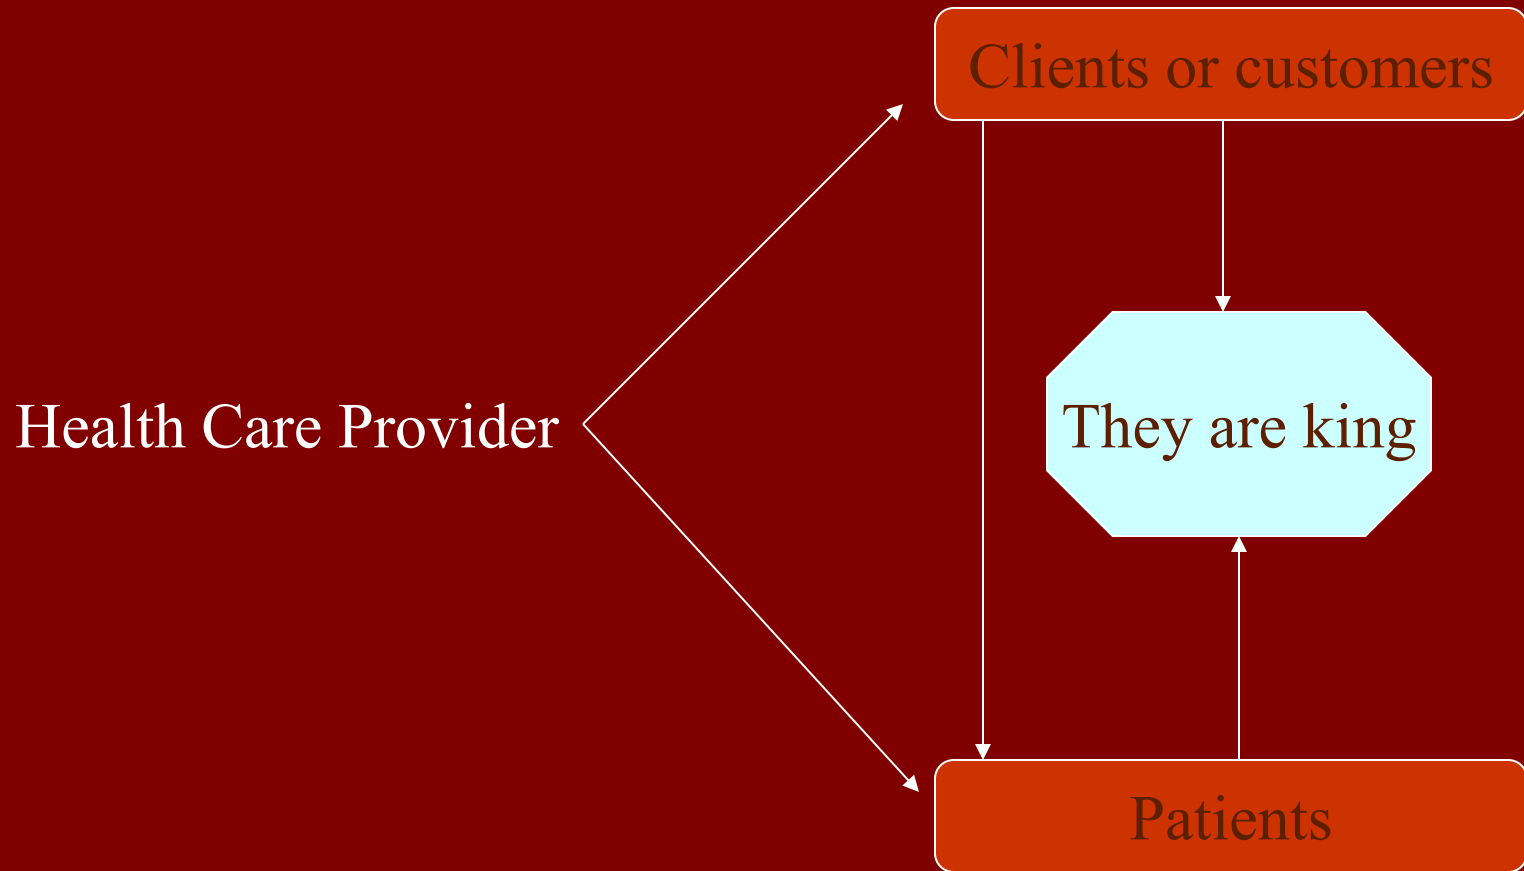 Clients or customers
Health Care Provider
They are king
Patients